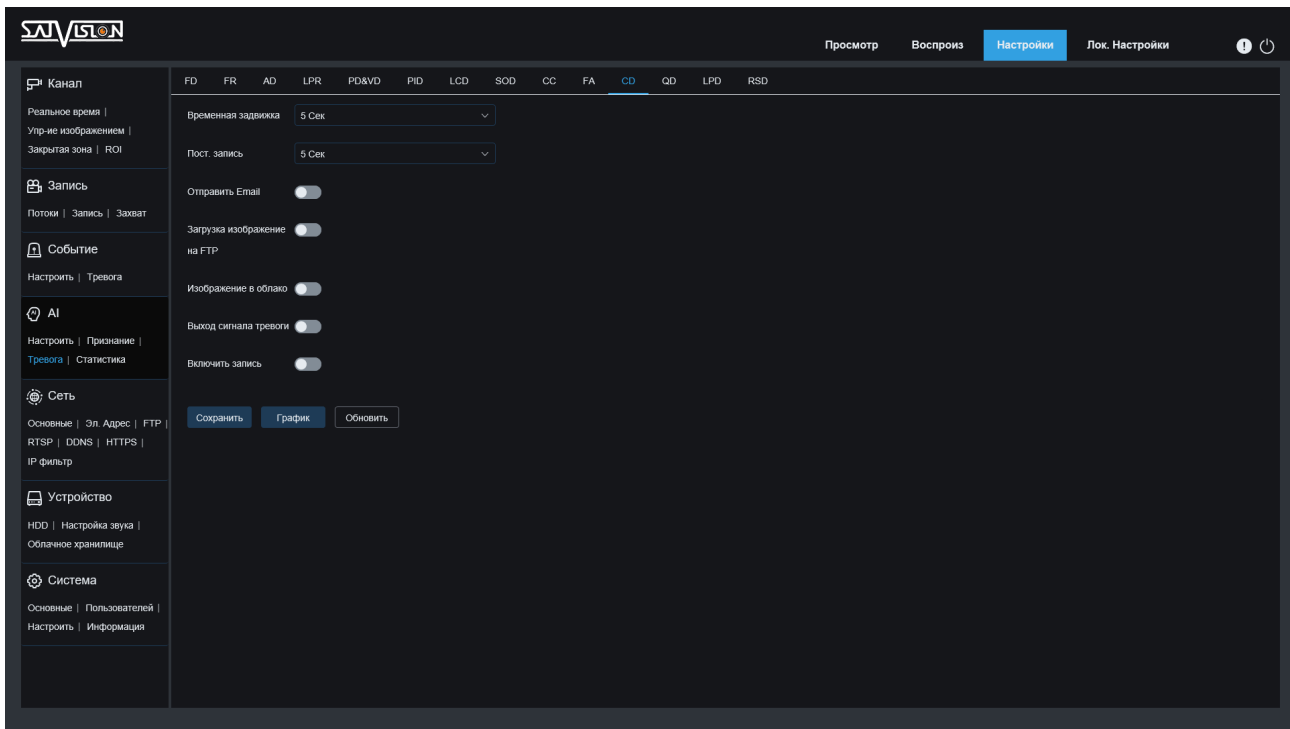 SATVISION
Просмотр Воспроиз Настройки Лок. Настройки
Канал
Реальное время |
Упр-ие изображением |
Закрытая зона | ROI
Запись
Потоки | Запись | Захват
Событие
Настроить | Тревога
AI
Настроить | Признание |
Тревога | Статистика
Сеть
Основные | Эл. Адрес | FTP |
RTSP | DDNS | HTTPS |
IP фильтр
Устройство
HDD | Настройка звука |
Облачное хранилище
Система
Основные | Пользователей |
Настроить | Информация
FD FR AD LPR PD&VD PID LCD SOD CC FA CD QD LPD RSD
Временная задвижка 5 Сек
Пост. запись 5 Сек
Отправить Email
Загрузка изображение
на FTP
Изображение в облако
Выход сигнала тревоги
Включить запись
Сохранить График Обновить